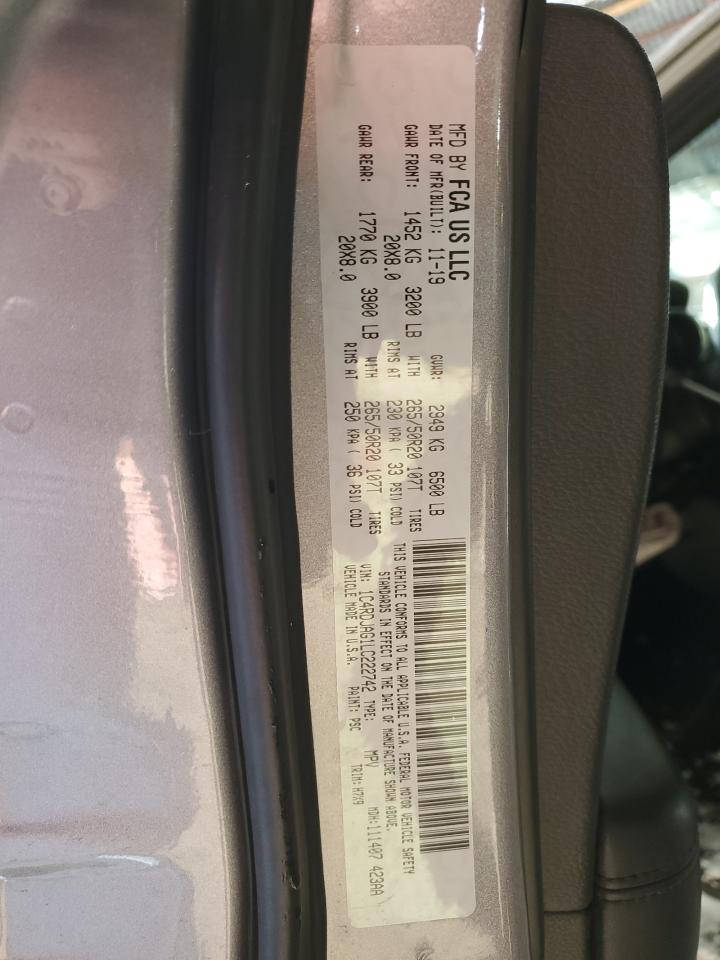 MFD BY FCA US LLC
DATE OF MFR(BUILT): 11-19 GVWR: 2949 KG 6500 LB
GAWR FRONT: 1452 KG 3200 LB WITH 265/50R20 107T TIRES
20X8.0 RIMS AT 230 KPA ( 33 PSI) COLD
GAWR REAR: 1770 KG 3900 LB WITH 265/50R20 107T TIRES
20X8.0 RIMS AT 250 KPA ( 36 PSI) COLD
THIS VEHICLE CONFORMS TO ALL APPLICABLE U.S.A. FEDERAL MOTOR VEHICLE SAFETY
STANDARDS IN EFFECT ON THE DATE OF MANUFACTURE SHOWN ABOVE.
VIN: 1C4RDJAG1LC222742 TYPE: MPV MDH:111407 423AA
VEHICLE MADE IN U.S.A. PAINT: PSC TRIM: H7X9